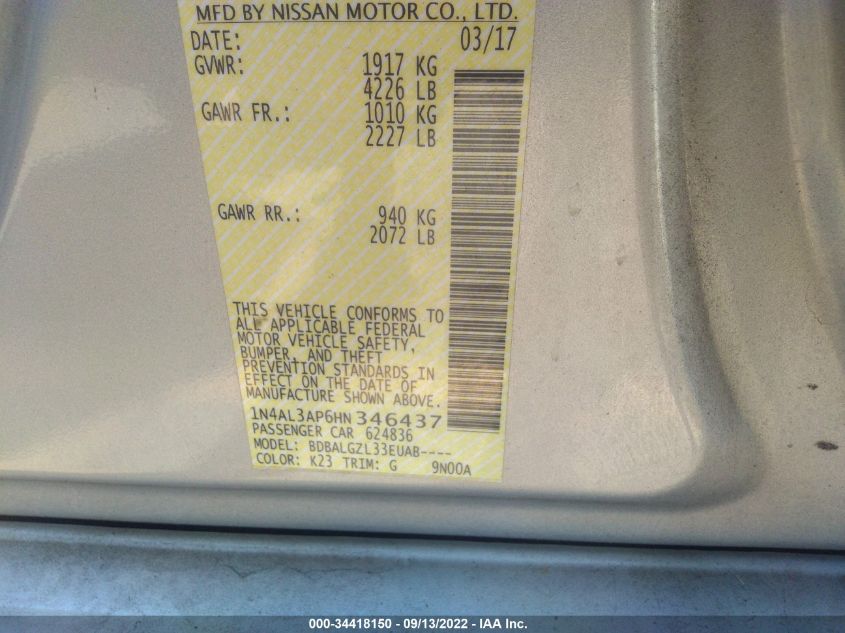 MFD BY NISSAN MOTOR CO., LTD.
DATE: 03/17
GVWR: 1917 KG
4226 LB
GAWR FR.: 1010 KG
2227 LB
GAWR RR.: 940 KG
2072 LB
THIS VEHICLE CONFORMS TO
ALL APPLICABLE FEDERAL
MOTOR VEHICLE SAFETY,
BUMPER, AND THEFT
PREVENTION STANDARDS IN
EFFECT ON THE DATE OF
MANUFACTURE SHOWN ABOVE.
1N4AL3AP6HN346437
PASSENGER CAR 624836
MODEL: BDBALGZL33EUAB----
COLOR: K23 TRIM: G 9N00A
000-34418150 - 09/13/2022 - IAA Inc.